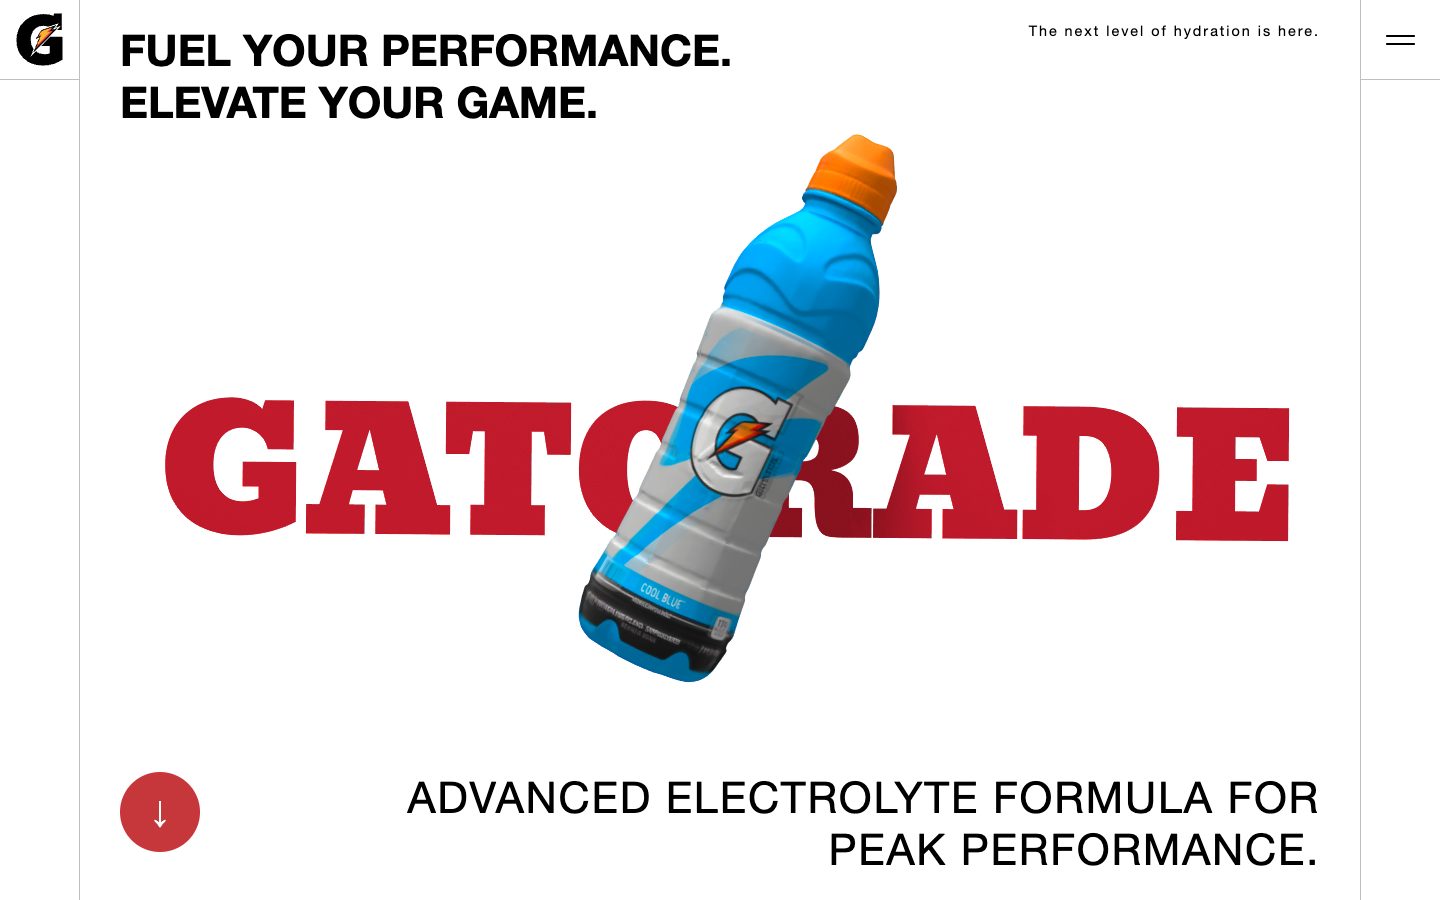 G
FUEL YOUR PERFORMANCE.
ELEVATE YOUR GAME.
The next level of hydration is here.
GATORADE
G
COOL BLUE
↓
ADVANCED ELECTROLYTE FORMULA FOR
PEAK PERFORMANCE.